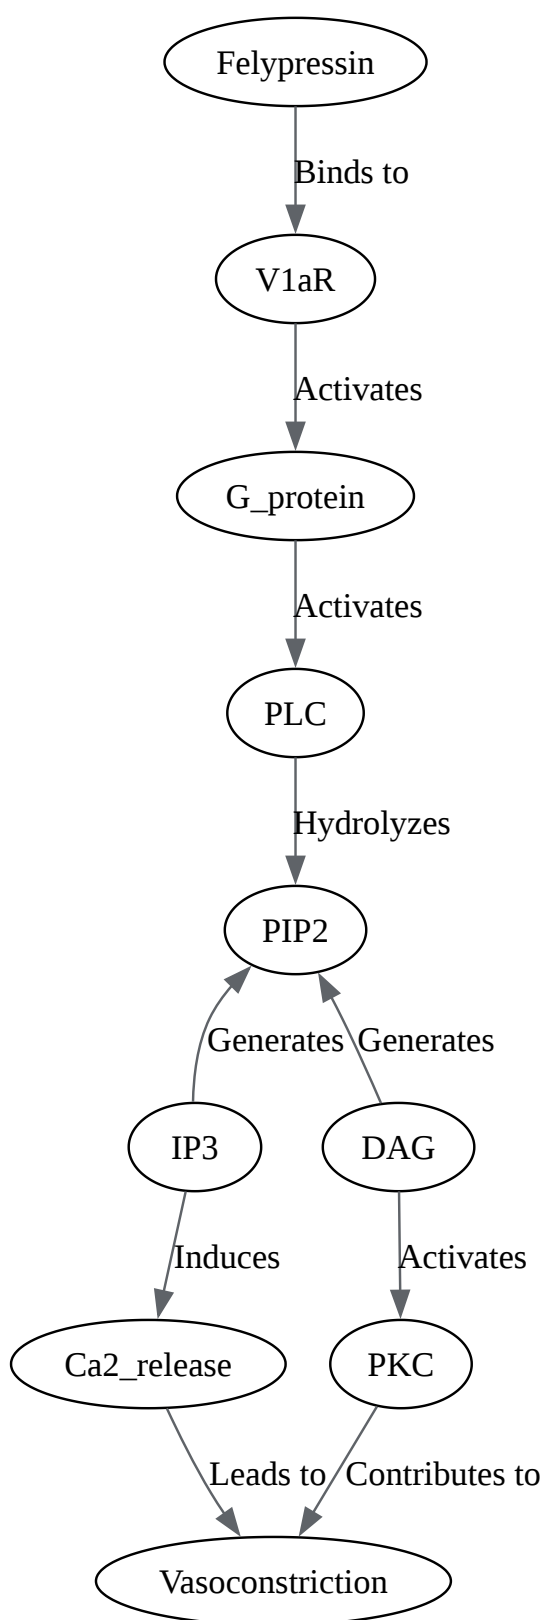 Felypressin
Binds to
V1aR
Activates
G_protein
Activates
PLC
Hydrolyzes
PIP2
Generates
Generates
IP3
DAG
Induces
Activates
Ca2_release
PKC
Leads to
Contributes to
Vasoconstriction